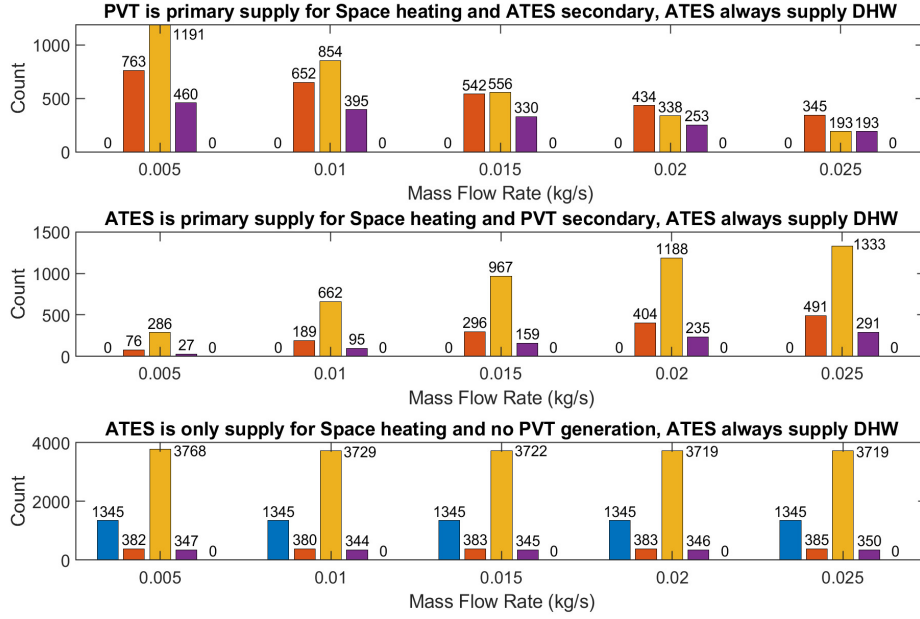 PVT is primary supply for Space heating and ATES secondary, ATES always supply DHW
Count
1000
500
0
0 763 1191 460 0
0 652 854 395 0
0 542 556 330 0
0 434 338 253 0
0 345 193 193 0
0.005 0.01 0.015 0.02 0.025
Mass Flow Rate (kg/s)
ATES is primary supply for Space heating and PVT secondary, ATES always supply DHW
Count
1500
1000
500
0
0 76 286 27 0
0 189 662 95 0
0 296 967 159 0
0 404 1188 235 0
0 491 1333 291 0
0.005 0.01 0.015 0.02 0.025
Mass Flow Rate (kg/s)
ATES is only supply for Space heating and no PVT generation, ATES always supply DHW
Count
4000
2000
0
1345 382 3768 347 0
1345 380 3729 344 0
1345 383 3722 345 0
1345 383 3719 346 0
1345 385 3719 350 0
0.005 0.01 0.015 0.02 0.025
Mass Flow Rate (kg/s)